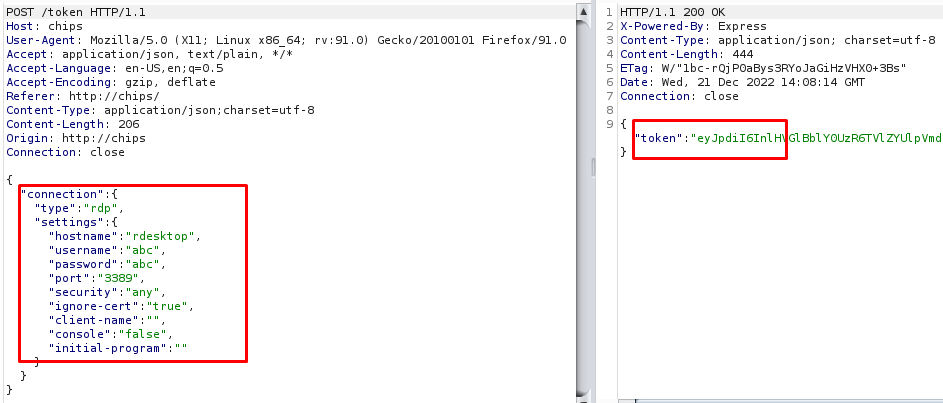 POST /token HTTP/1.1
Host: chips
User-Agent: Mozilla/5.0 (X11; Linux x86_64; rv:91.0) Gecko/20100101 Firefox/91.0
Accept: application/json, text/plain, */*
Accept-Language: en-US,en;q=0.5
Accept-Encoding: gzip, deflate
Referer: http://chips/
Content-Type: application/json;charset=utf-8
Content-Length: 206
Origin: http://chips
Connection: close
{
"connection":{
"type":"rdp",
"settings":{
"hostname":"rdesktop",
"username":"abc",
"password":"abc",
"port":"3389",
"security":"any",
"ignore-cert":"true",
"client-name":"",
"console":"false",
"initial-program":""
}
}
}
1 HTTP/1.1 200 OK
2 X-Powered-By: Express
3 Content-Type: application/json; charset=utf-8
4 Content-Length: 444
5 ETag: W/"1bc-rQjP0aBys3RYoJaGiHzVHX0+3Bs"
6 Date: Wed, 21 Dec 2022 14:08:14 GMT
7 Connection: close
8
9 {
"token":"eyJpdiI6InlHVGlBblY0UzR6TVlZYUlpVmd
}